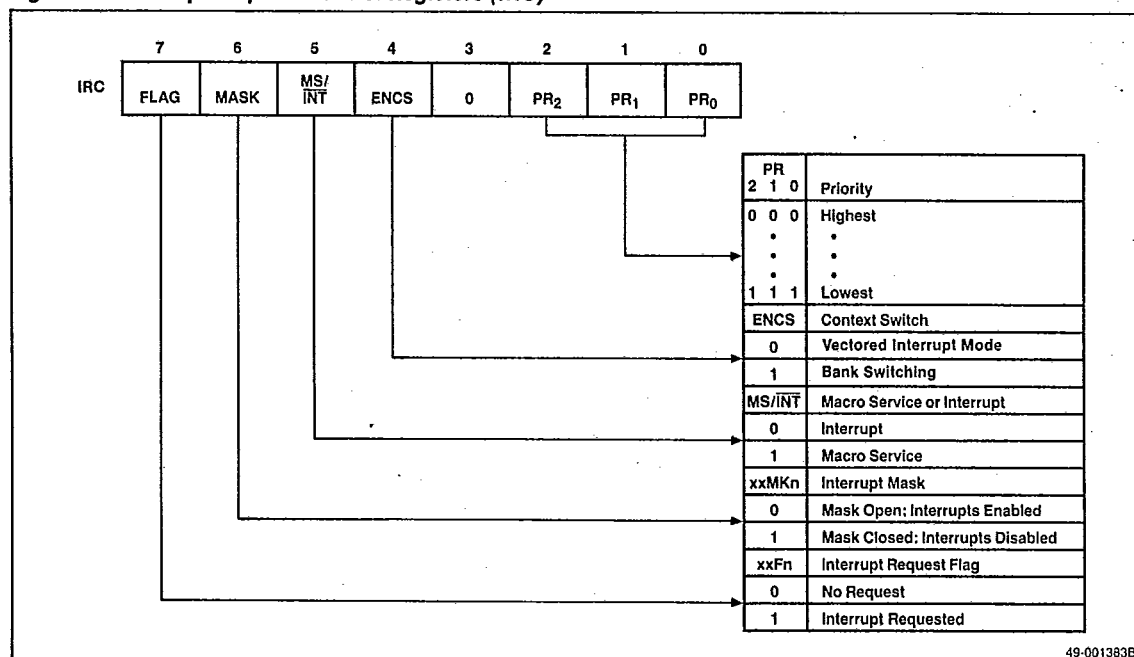 7 6 5 4 3 2 1 0
IRC FLAG MASK MS/INT ENCS 0 PR2 PR1 PR0
PR
2 1 0 Priority
0 0 0 Highest
• •
• •
• •
1 1 1 Lowest
ENCS Context Switch
0 Vectored Interrupt Mode
1 Bank Switching
MS/INT Macro Service or Interrupt
0 Interrupt
1 Macro Service
xxMKn Interrupt Mask
0 Mask Open; Interrupts Enabled
1 Mask Closed; Interrupts Disabled
xxFn Interrupt Request Flag
0 No Request
1 Interrupt Requested
49-001383B